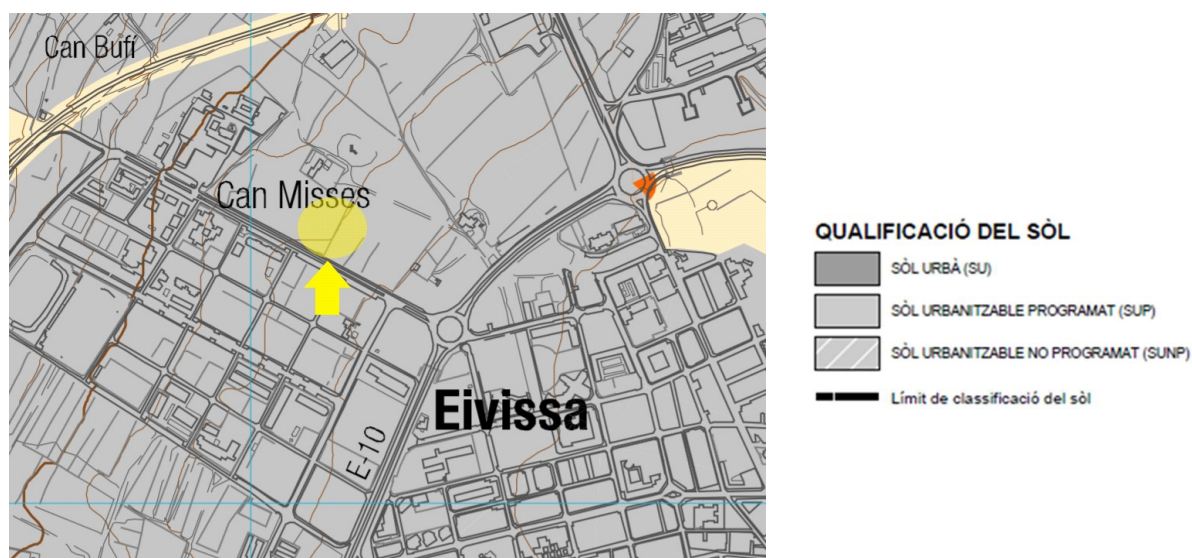 Can Bufí
Can Misses
Eivissa
E-10
QUALIFICACIÓ DEL SÒL
SÒL URBÀ (SU)
SÒL URBANITZABLE PROGRAMAT (SUP)
SÒL URBANITZABLE NO PROGRAMAT (SUNP)
Límit de classificació del sòl